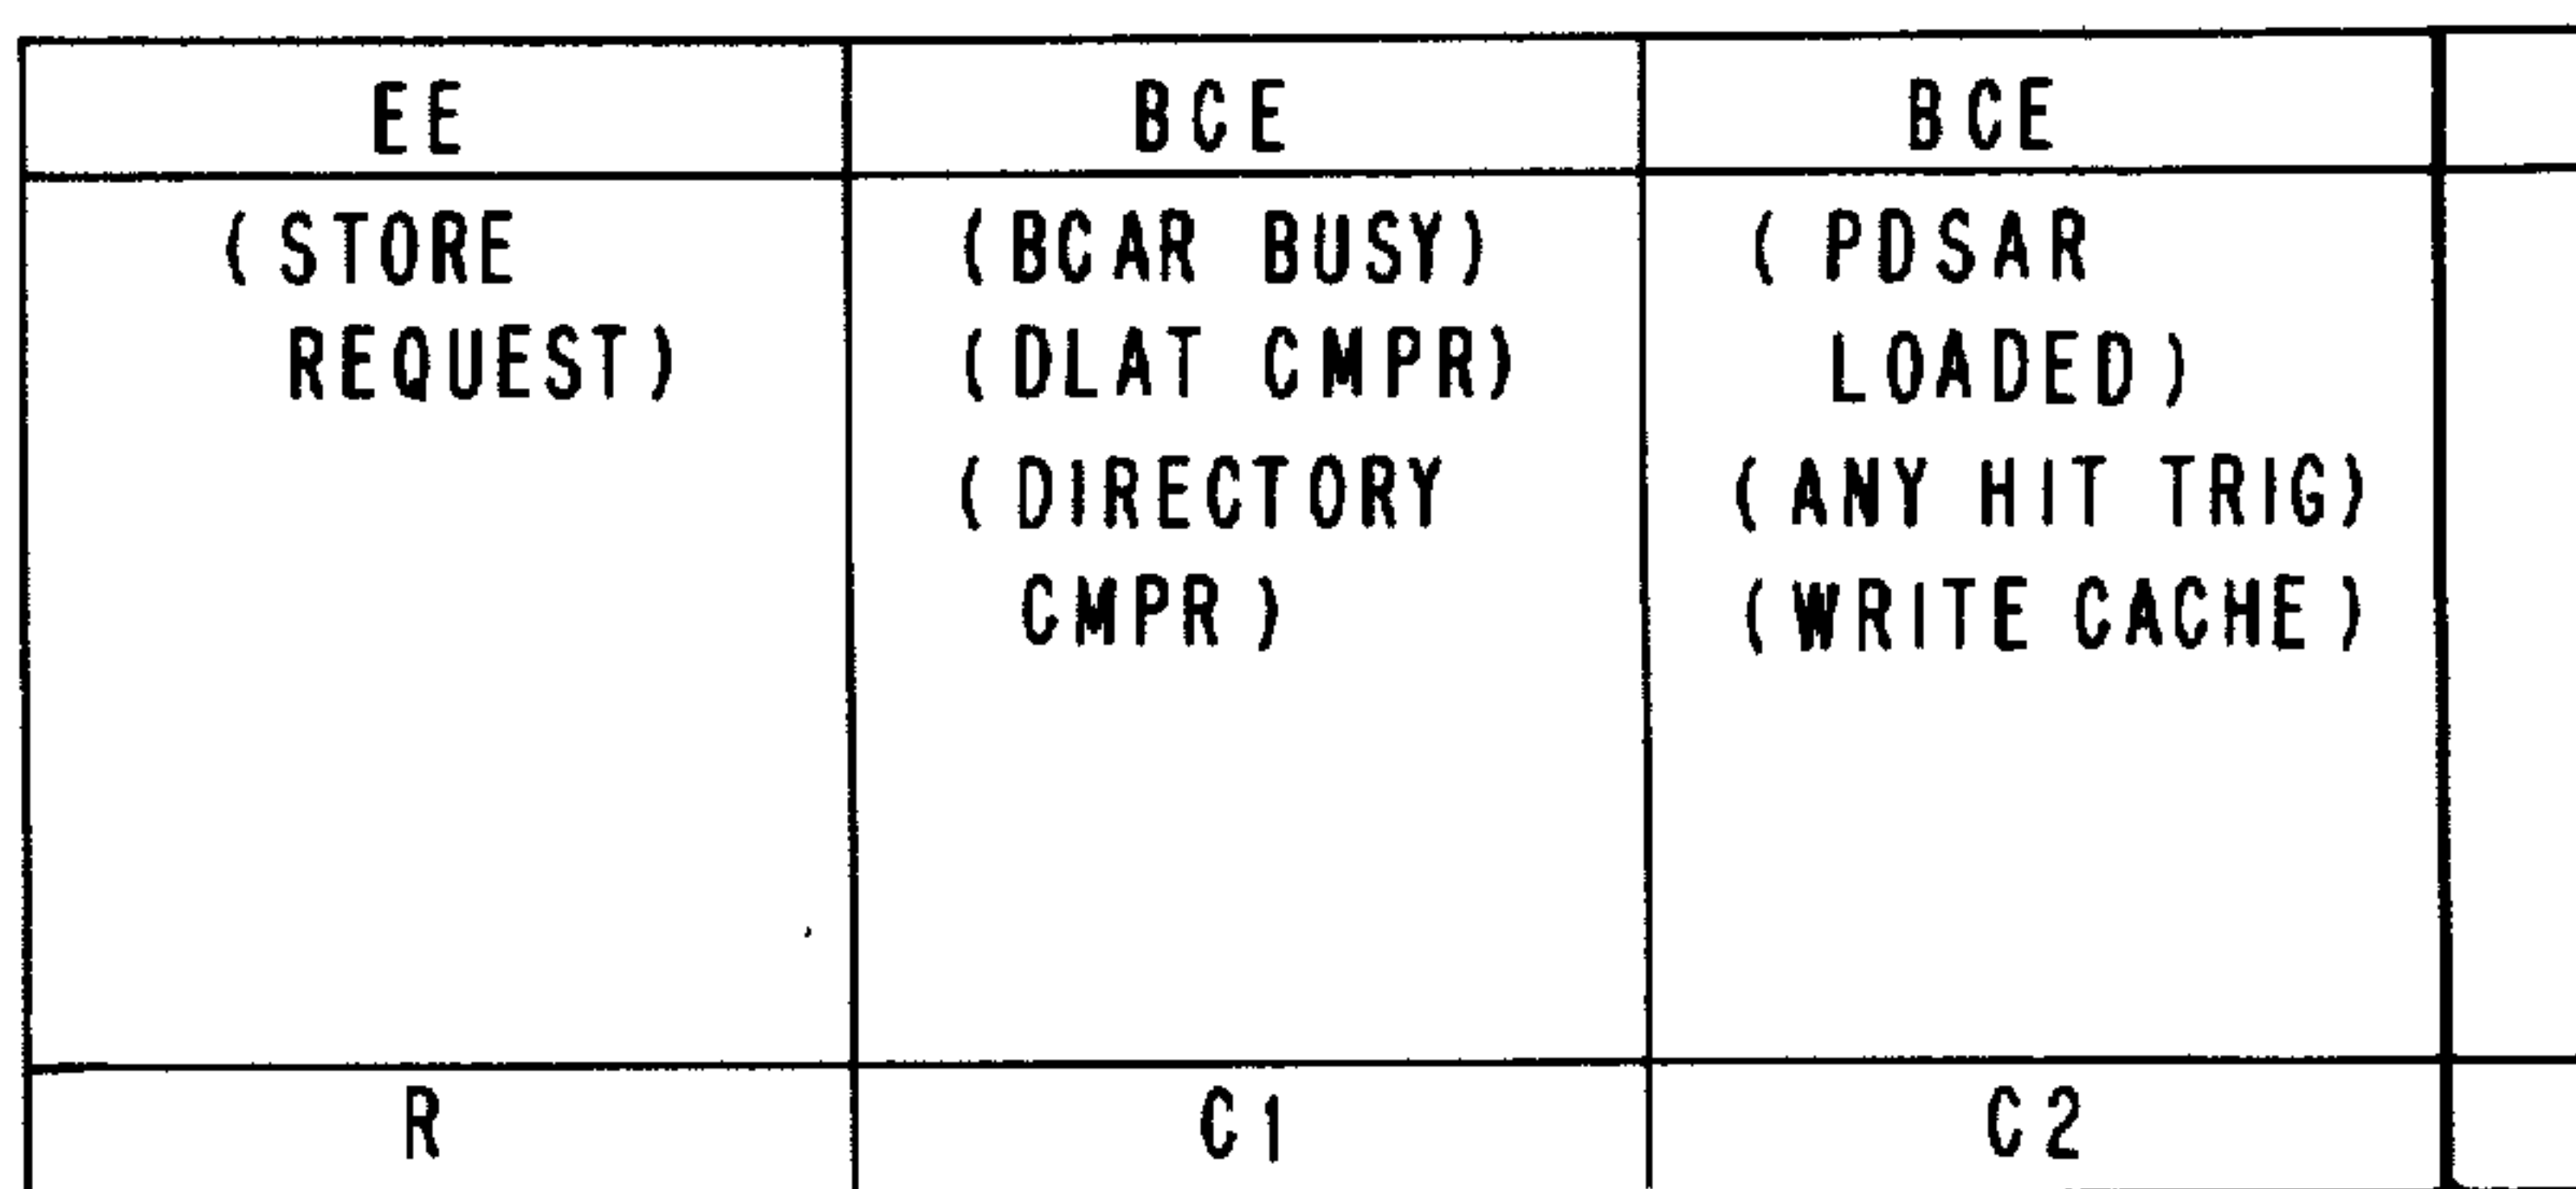 EE
BCE
BCE
(STORE
REQUEST)
(BCAR BUSY)
(DLAT CMPR)
(DIRECTORY
CMPR)
(PDSAR
LOADED)
(ANY HIT TRIG)
(WRITE CACHE)
R
C1
C2